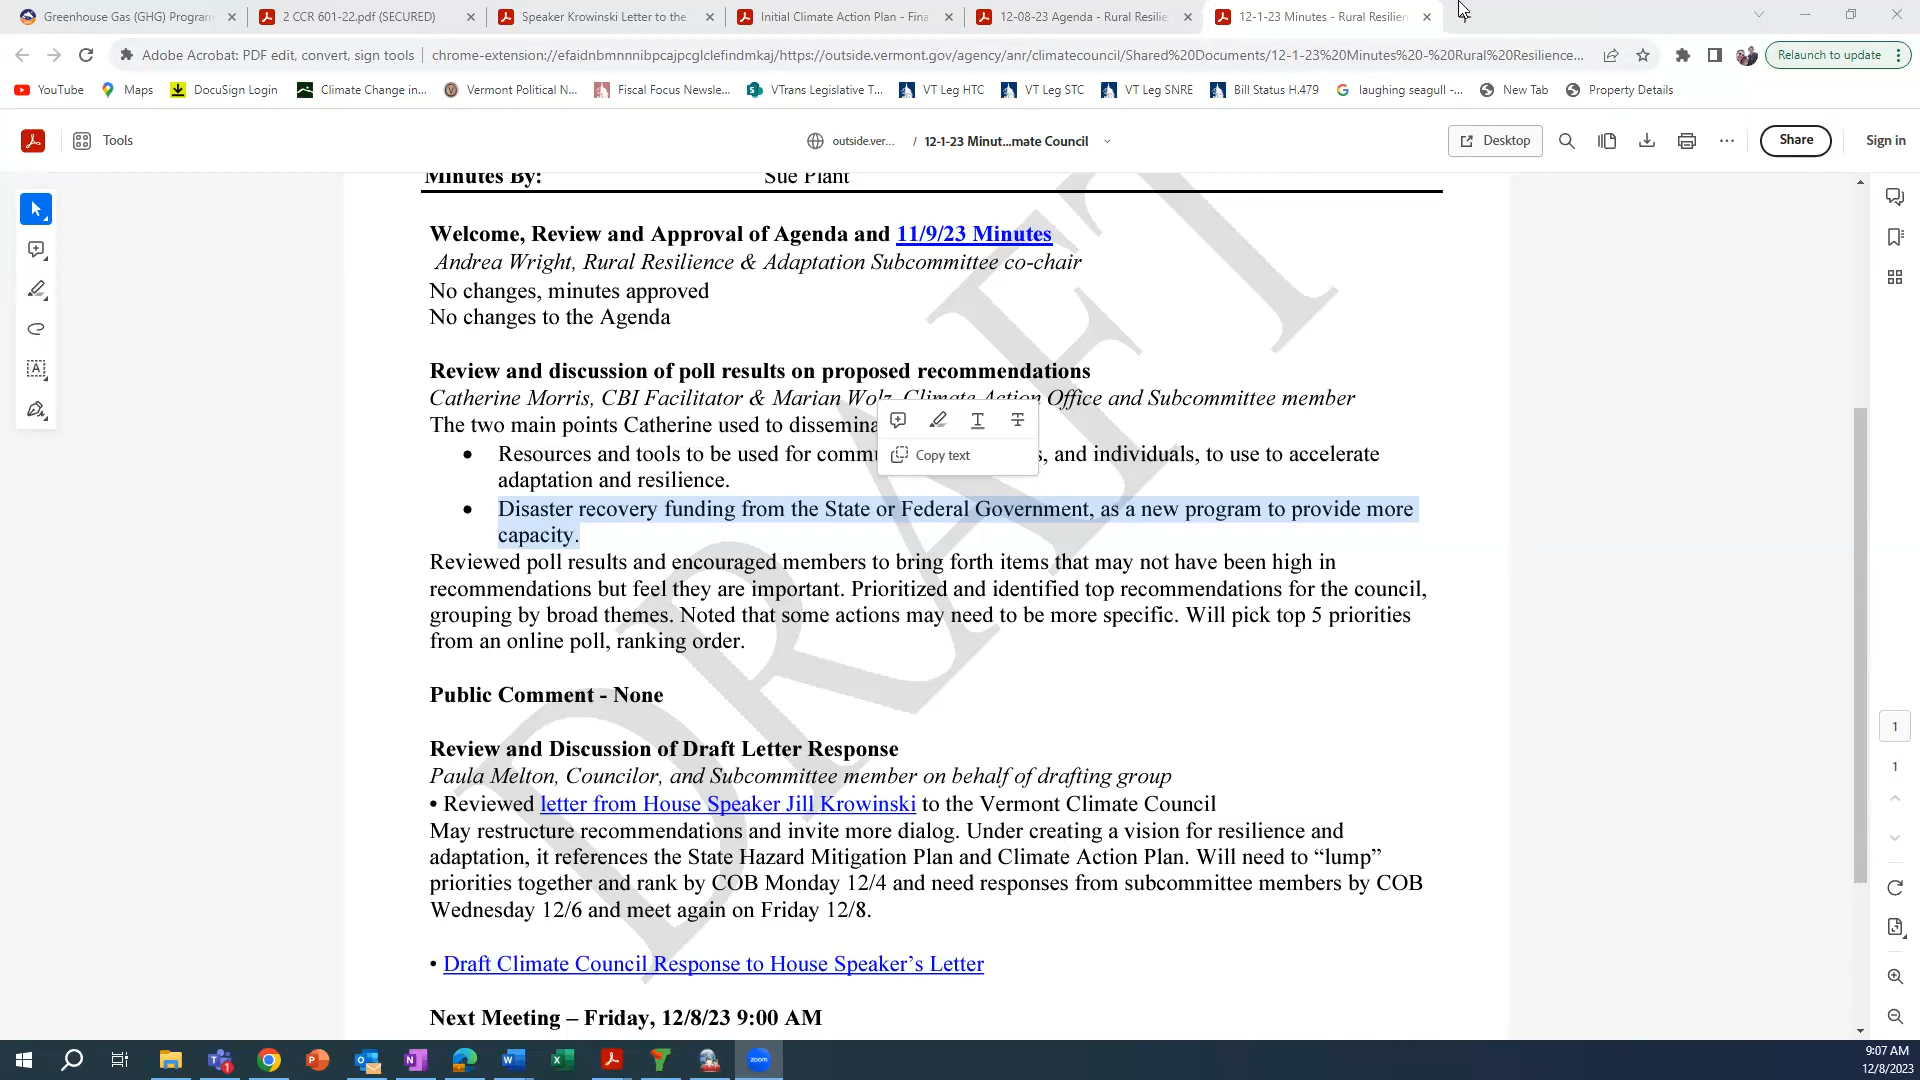 Greenhouse Gas (GHG) Program
2 CCR 601-22.pdf (SECURED)
Speaker Krowinski Letter to the
Initial Climate Action Plan - Fina
12-08-23 Agenda - Rural Resilie
12-1-23 Minutes - Rural Resilien
Adobe Acrobat: PDF edit, convert, sign tools
chrome-extension://efaidnbmnnnibpcajpcglclefindmkaj/https://outside.vermont.gov/agency/anr/climatecouncil/Shared%20Documents/12-1-23%20Minutes%20-%20Rural%20Resilience...
Relaunch to update
YouTube
Maps
DocuSign Login
Climate Change in...
Vermont Political N...
Fiscal Focus Newsle...
VTrans Legislative T...
VT Leg HTC
VT Leg STC
VT Leg SNRE
Bill Status H.479
laughing seagull -...
New Tab
Property Details
Tools
outside.ver...
/ 12-1-23 Minut...mate Council
Desktop
Share
Sign in
Minutes By: Sue Plant
Welcome, Review and Approval of Agenda and 11/9/23 Minutes
Andrea Wright, Rural Resilience & Adaptation Subcommittee co-chair
No changes, minutes approved
No changes to the Agenda
Review and discussion of poll results on proposed recommendations
Catherine Morris, CBI Facilitator & Marian Wolz, Climate Action Office and Subcommittee member
The two main points Catherine used to dissemina
Copy text
• Resources and tools to be used for commu s, and individuals, to use to accelerate
adaptation and resilience.
• Disaster recovery funding from the State or Federal Government, as a new program to provide more
capacity.
Reviewed poll results and encouraged members to bring forth items that may not have been high in
recommendations but feel they are important. Prioritized and identified top recommendations for the council,
grouping by broad themes. Noted that some actions may need to be more specific. Will pick top 5 priorities
from an online poll, ranking order.
Public Comment - None
Review and Discussion of Draft Letter Response
Paula Melton, Councilor, and Subcommittee member on behalf of drafting group
• Reviewed letter from House Speaker Jill Krowinski to the Vermont Climate Council
May restructure recommendations and invite more dialog. Under creating a vision for resilience and
adaptation, it references the State Hazard Mitigation Plan and Climate Action Plan. Will need to “lump”
priorities together and rank by COB Monday 12/4 and need responses from subcommittee members by COB
Wednesday 12/6 and meet again on Friday 12/8.
• Draft Climate Council Response to House Speaker’s Letter
Next Meeting – Friday, 12/8/23 9:00 AM
DRAFT
1
1
zoom
9:07 AM
12/8/2023